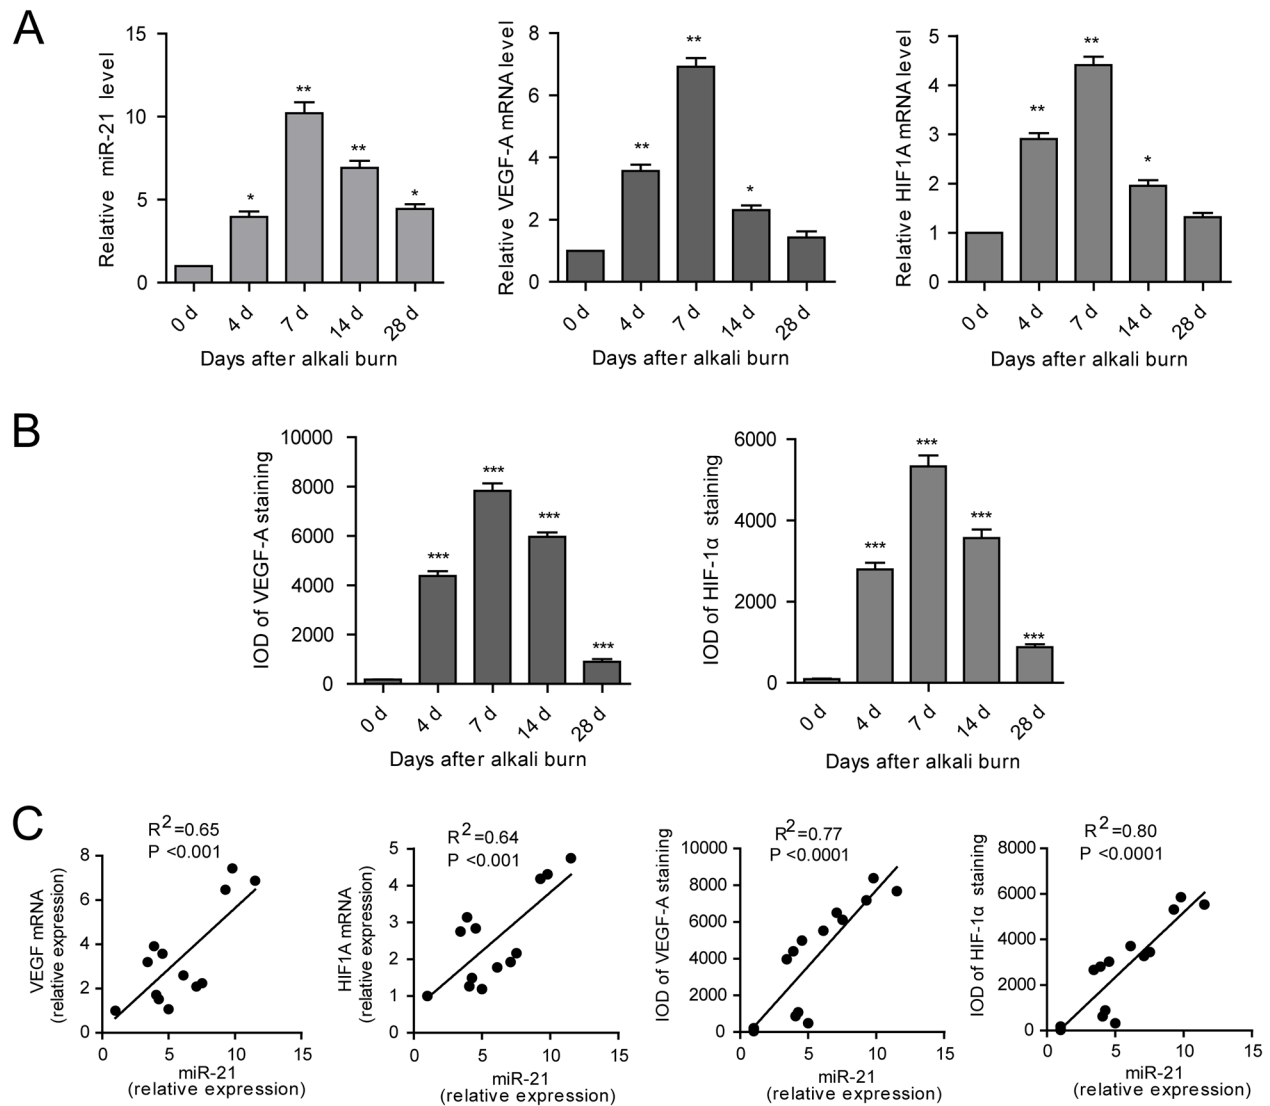 A
Relative miR-21 level
15
10
5
0
*
**
**
*
0 d
4 d
7 d
14 d
28 d
Days after alkali burn
Relative VEGF-A mRNA level
8
6
4
2
0
**
**
*
0 d
4 d
7 d
14 d
28 d
Days after alkali burn
Relative HIF1A mRNA level
5
4
3
2
1
0
**
**
*
0 d
4 d
7 d
14 d
28 d
Days after alkali burn
B
IOD of VEGF-A staining
10000
8000
6000
4000
2000
0
***
***
***
***
0 d
4 d
7 d
14 d
28 d
Days after alkali burn
IOD of HIF-1α staining
6000
4000
2000
0
***
***
***
***
0 d
4 d
7 d
14 d
28 d
Days after alkali burn
C
R2=0.65
P <0.001
VEGF mRNA
(relative expression)
8
6
4
2
0
0
5
10
15
miR-21
(relative expression)
R2=0.64
P <0.001
HIF1A mRNA
(relative expression)
5
4
3
2
1
0
0
5
10
15
miR-21
(relative expression)
R2=0.77
P <0.0001
IOD of VEGF-A staining
10000
8000
6000
4000
2000
0
0
5
10
15
miR-21
(relative expression)
R2=0.80
P <0.0001
IOD of HIF-1α staining
8000
6000
4000
2000
0
0
5
10
15
miR-21
(relative expression)